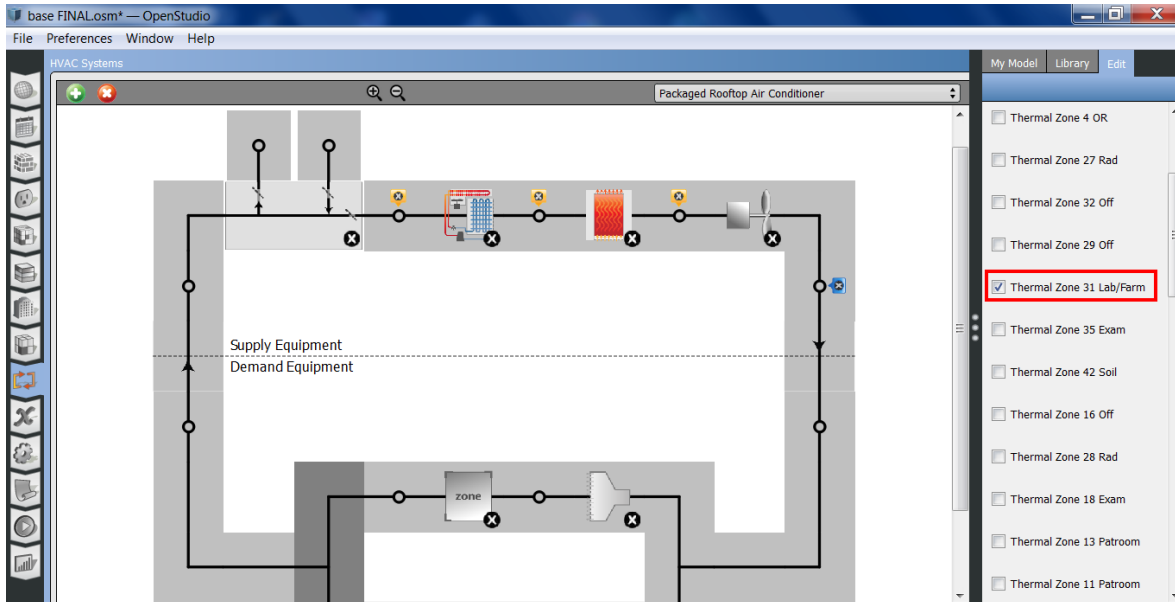 base FINAL.osm* — OpenStudio
File Preferences Window Help
HVAC Systems
My Model Library Edit
Packaged Rooftop Air Conditioner
Thermal Zone 4 OR
Thermal Zone 27 Rad
Thermal Zone 32 Off
Thermal Zone 29 Off
Thermal Zone 31 Lab/Farm
Thermal Zone 35 Exam
Thermal Zone 42 Soil
Thermal Zone 16 Off
Thermal Zone 28 Rad
Thermal Zone 18 Exam
Thermal Zone 13 Patroom
Thermal Zone 11 Patroom
Supply Equipment
Demand Equipment
zone